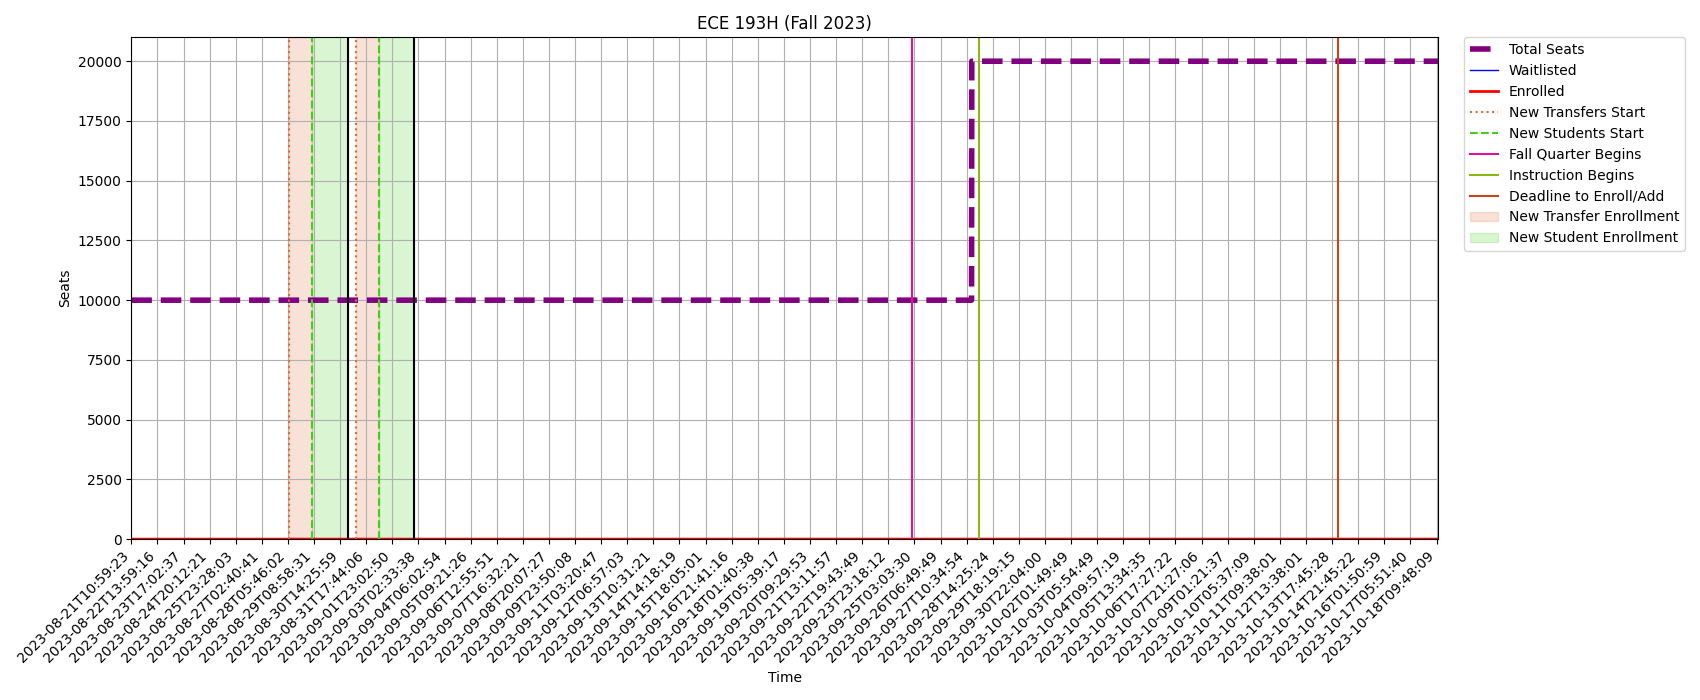 ECE 193H (Fall 2023)
20000
17500
15000
12500
10000
7500
5000
2500
0
Seats
2023-08-21T10:59:23
2023-08-22T13:59:16
2023-08-23T17:02:37
2023-08-24T20:12:21
2023-08-25T23:28:03
2023-08-27T02:40:41
2023-08-28T05:46:02
2023-08-29T09:58:31
2023-08-30T14:25:59
2023-08-31T17:44:06
2023-09-01T23:02:50
2023-09-03T02:33:38
2023-09-04T06:02:54
2023-09-05T09:21:26
2023-09-06T12:55:51
2023-09-07T16:32:21
2023-09-08T20:07:27
2023-09-09T23:50:08
2023-09-11T03:20:47
2023-09-12T06:57:03
2023-09-13T10:31:21
2023-09-14T14:18:19
2023-09-15T18:05:01
2023-09-16T21:41:16
2023-09-18T01:40:38
2023-09-19T05:39:17
2023-09-20T09:29:53
2023-09-21T13:11:57
2023-09-22T19:43:49
2023-09-23T23:18:12
2023-09-25T03:03:30
2023-09-26T06:49:49
2023-09-27T10:34:54
2023-09-28T14:25:24
2023-09-29T18:19:15
2023-09-30T22:04:00
2023-10-02T01:49:49
2023-10-03T05:54:49
2023-10-04T09:57:19
2023-10-05T13:34:35
2023-10-06T17:27:22
2023-10-07T21:27:06
2023-10-09T01:21:37
2023-10-10T05:37:09
2023-10-11T09:38:01
2023-10-12T13:38:01
2023-10-13T17:45:28
2023-10-14T21:45:22
2023-10-16T01:50:59
2023-10-17T05:51:40
2023-10-18T09:48:09
Time
Total Seats
Waitlisted
Enrolled
New Transfers Start
New Students Start
Fall Quarter Begins
Instruction Begins
Deadline to Enroll/Add
New Transfer Enrollment
New Student Enrollment